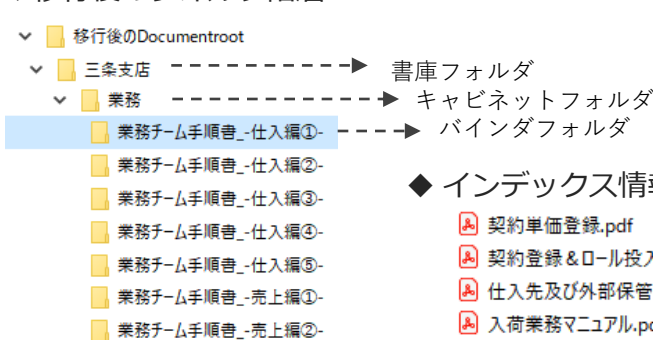 移行後のDocumentroot
三条支店
書庫フォルダ
業務
キャビネットフォルダ
業務チーム手順書_-仕入編①-
バインダフォルダ
業務チーム手順書_-仕入編②-
業務チーム手順書_-仕入編③-
業務チーム手順書_-仕入編④-
業務チーム手順書_-仕入編⑤-
業務チーム手順書_-売上編①-
業務チーム手順書_-売上編②-
◆ インデックス情
契約単価登録.pdf
契約登録&ロール投入
仕入先及び外部保管
入荷業務マニュアル.pd